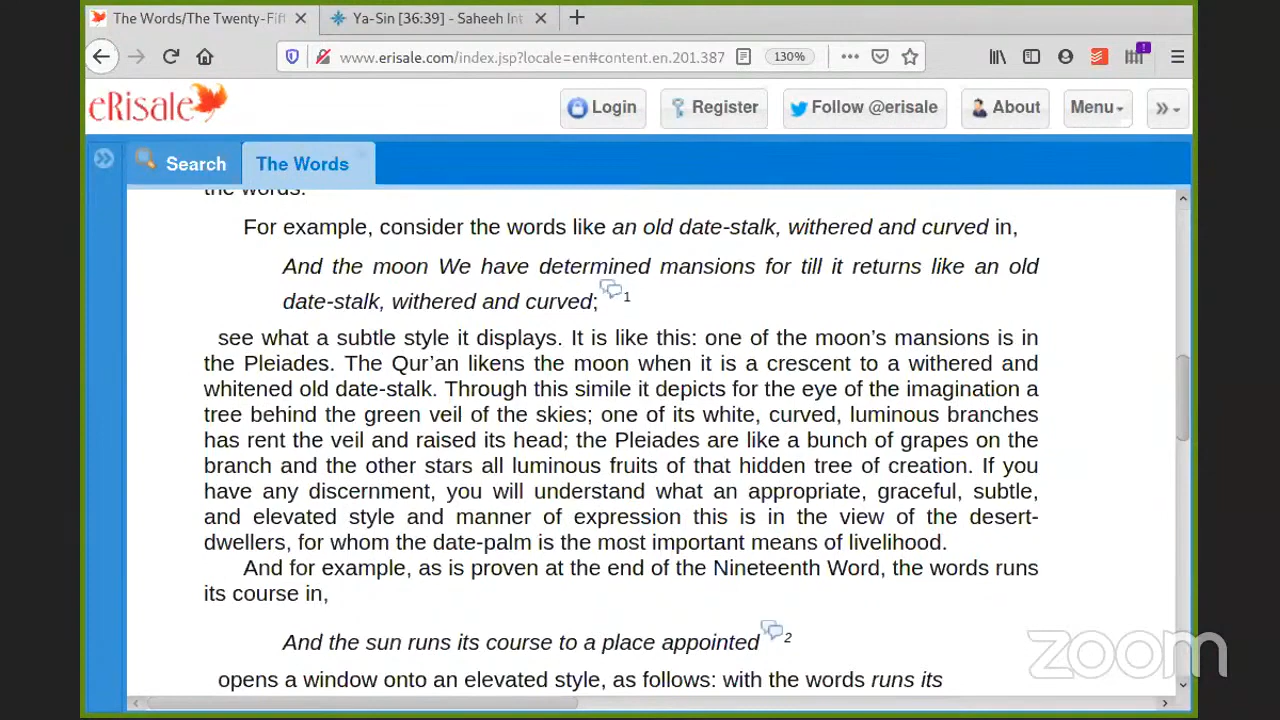 The Words/The Twenty-Fift
Ya-Sin [36:39] - Saheeh Int
www.erisale.com/index.jsp?locale=en#content.en.201.387
130%
eRisale
Login
Register
Follow @erisale
About
Menu
Search
The Words
the words.
For example, consider the words like an old date-stalk, withered and curved in,
And the moon We have determined mansions for till it returns like an old
date-stalk, withered and curved; 1
see what a subtle style it displays. It is like this: one of the moon's mansions is in
the Pleiades. The Qur'an likens the moon when it is a crescent to a withered and
whitened old date-stalk. Through this simile it depicts for the eye of the imagination a
tree behind the green veil of the skies; one of its white, curved, luminous branches
has rent the veil and raised its head; the Pleiades are like a bunch of grapes on the
branch and the other stars all luminous fruits of that hidden tree of creation. If you
have any discernment, you will understand what an appropriate, graceful, subtle,
and elevated style and manner of expression this is in the view of the desert-
dwellers, for whom the date-palm is the most important means of livelihood.
And for example, as is proven at the end of the Nineteenth Word, the words runs
its course in,
And the sun runs its course to a place appointed 2
opens a window onto an elevated style, as follows: with the words runs its
zoom